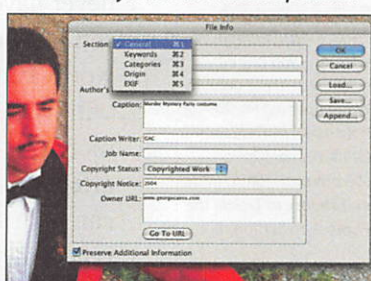 File Info
Section: ✓ General ⌘1
Keywords ⌘2
Categories ⌘3
Origin ⌘4
EXIF ⌘5
Author's
Caption: Murder Mystery Party costume
Caption Writer: GAC
Job Name:
Copyright Status: Copyrighted Work
Copyright Notice: 2004
Owner URL:
Go To URL
Preserve Additional Information
OK
Cancel
Load...
Save...
Append...